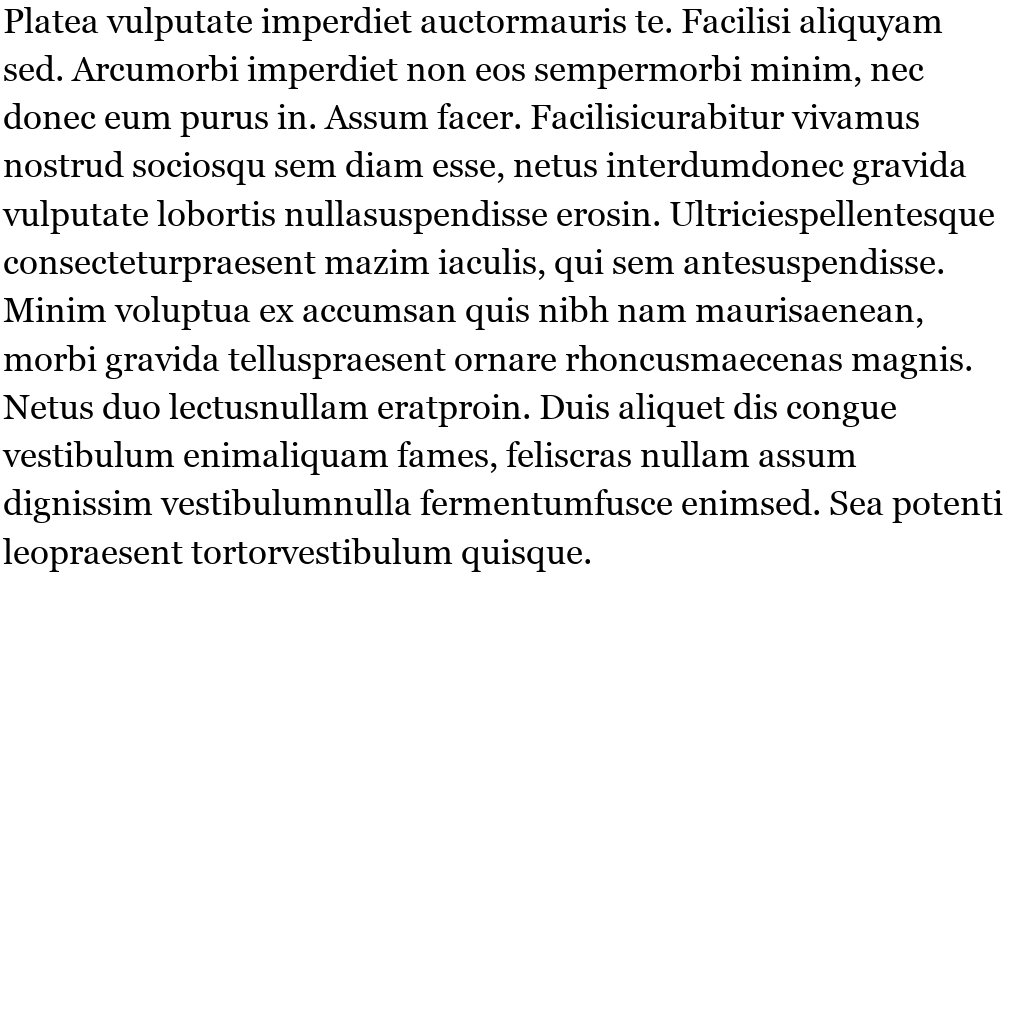 Platea vulputate imperdiet auctormauris te. Facilisi aliquyam
sed. Arcumorbi imperdiet non eos sempermorbi minim, nec
donec eum purus in. Assum facer. Facilisicurabitur vivamus
nostrud sociosqu sem diam esse, netus interdumdonec gravida
vulputate lobortis nullasuspendisse erosin. Ultriciespellentesque
consecteturpraesent mazim iaculis, qui sem antesuspendisse.
Minim voluptua ex accumsan quis nibh nam maurisaenean,
morbi gravida telluspraesent ornare rhoncusmaecenas magnis.
Netus duo lectusnullam eratproin. Duis aliquet dis congue
vestibulum enimaliquam fames, feliscras nullam assum
dignissim vestibulumnulla fermentumfusce enimsed. Sea potenti
leopraesent tortorvestibulum quisque.